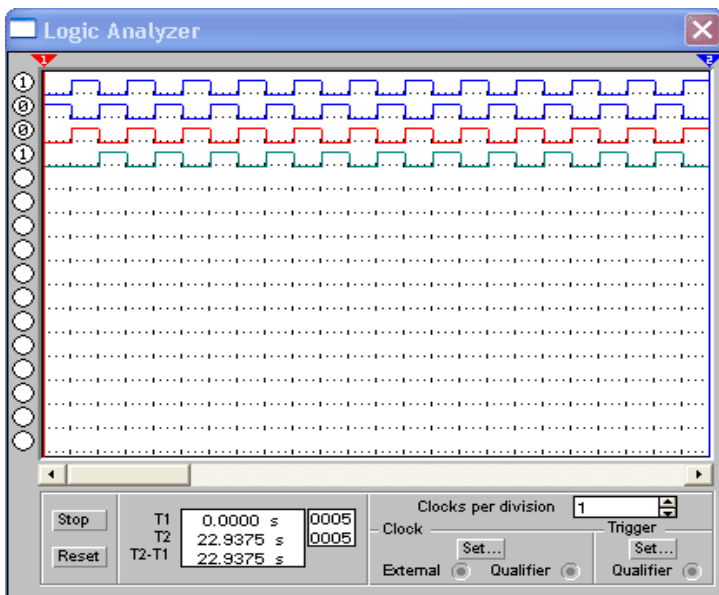 Logic Analyzer
1 2
1
0
0
1
Clocks per division 1
Stop T1 0.0000 s 0005
Clock Trigger
T2 22.9375 s 0005
Set... Set...
Reset T2-T1 22.9375 s
External Qualifier Qualifier